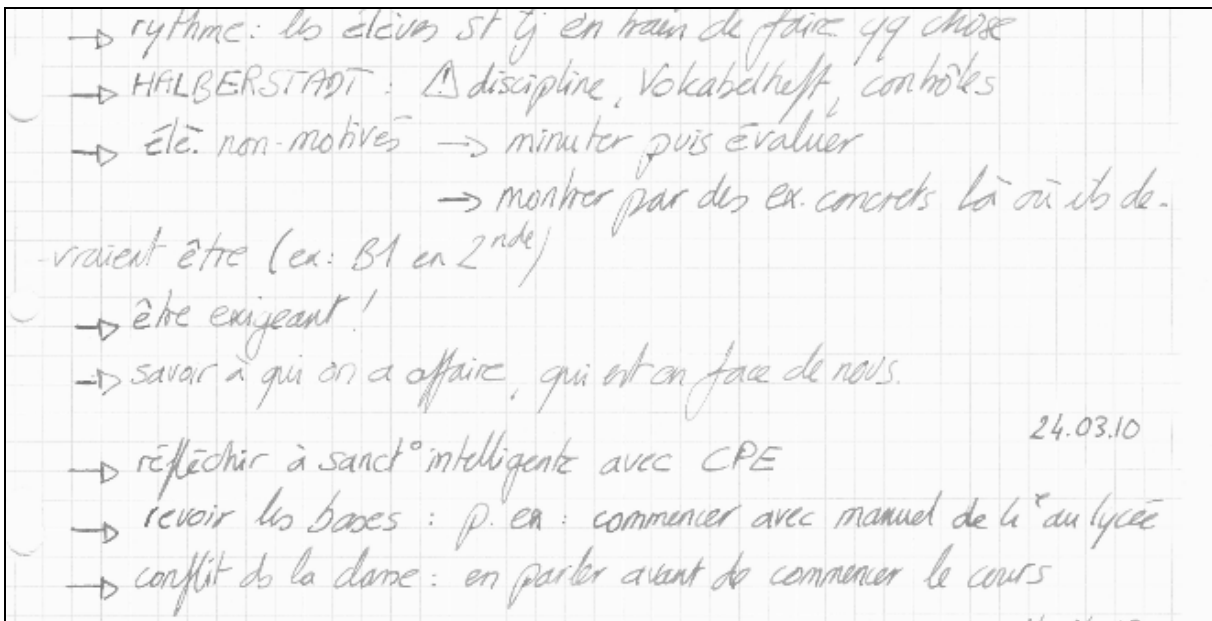 → rythme : les élèves st tj en train de faire qq chose
→ HALBERSTADT : ⚠ discipline, Vokabelheft, contrôles
→ élè. non-motivés → minuter puis évaluer
→ montrer par des ex. concrets là où ils de-
vraient être (ex : B1 en 2nde)
→ être exigeant !
→ savoir à qui on a affaire, qui est en face de nous.
24.03.10
→ réfléchir à sanct° intelligente avec CPE
→ revoir les bases : p. ex : commencer avec manuel de 4e au lycée
→ conflit ds la classe : en parler avant de commencer le cours